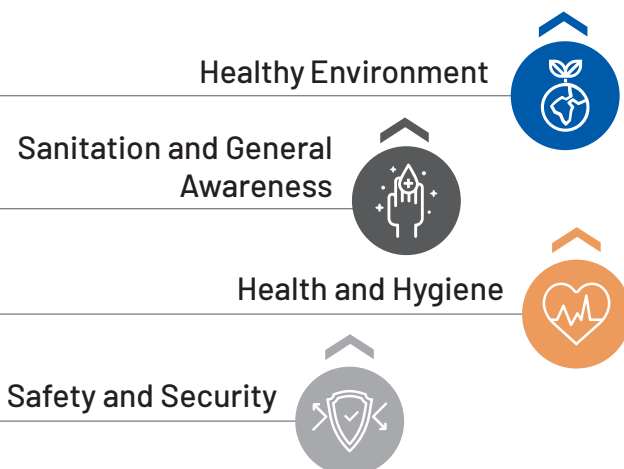 Healthy Environment
Sanitation and General
Awareness
Health and Hygiene
Safety and Security